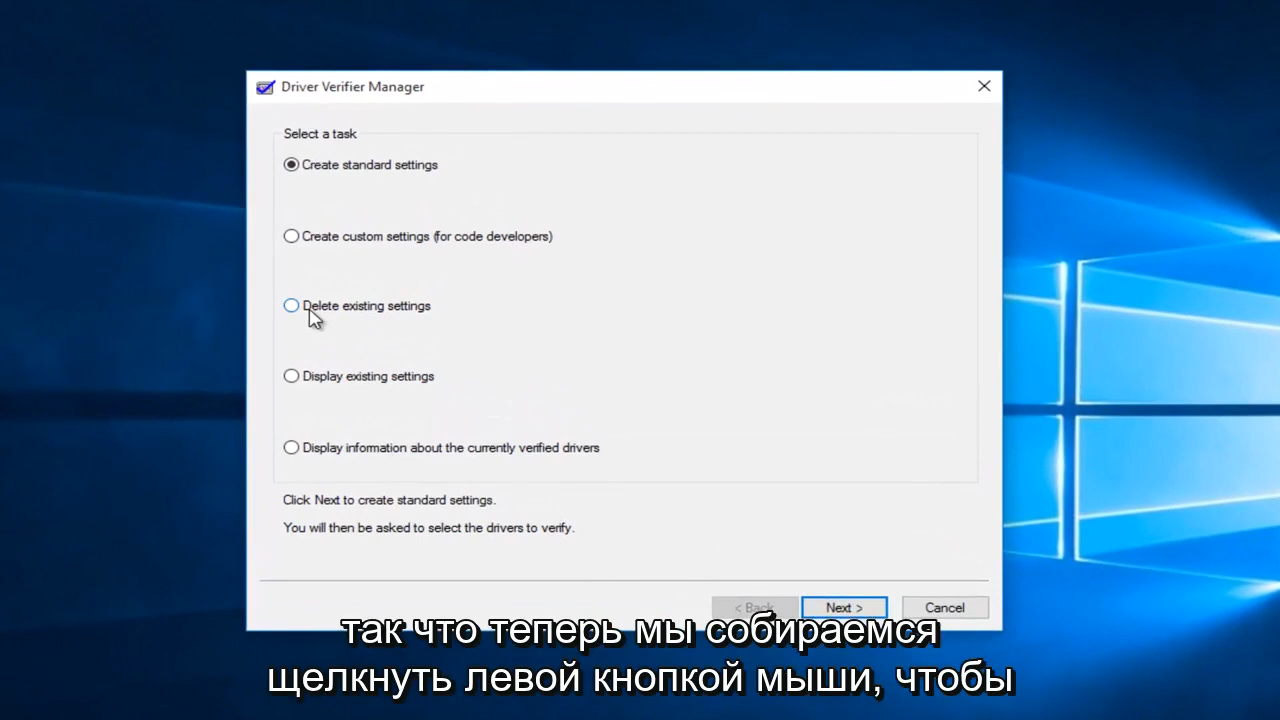 Driver Verifier Manager
Select a task
Create standard settings
Create custom settings (for code developers)
Delete existing settings
Display existing settings
Display information about the currently verified drivers
Click Next to create standard settings.
You will then be asked to select the drivers to verify.
< Back Next > Cancel
так что теперь мы собираемся
щелкнуть левой кнопкой мыши, чтобы